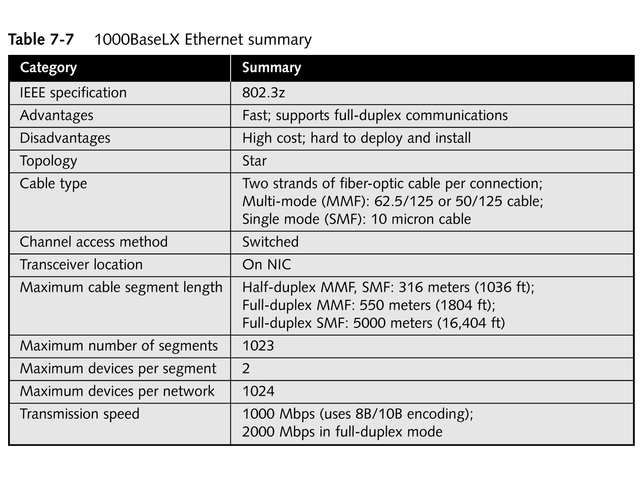 Table 7-7 1000BaseLX Ethernet summary
Category Summary
IEEE specification 802.3z
Advantages Fast; supports full-duplex communications
Disadvantages High cost; hard to deploy and install
Topology Star
Cable type Two strands of fiber-optic cable per connection;
Multi-mode (MMF): 62.5/125 or 50/125 cable;
Single mode (SMF): 10 micron cable
Channel access method Switched
Transceiver location On NIC
Maximum cable segment length Half-duplex MMF, SMF: 316 meters (1036 ft);
Full-duplex MMF: 550 meters (1804 ft);
Full-duplex SMF: 5000 meters (16,404 ft)
Maximum number of segments 1023
Maximum devices per segment 2
Maximum devices per network 1024
Transmission speed 1000 Mbps (uses 8B/10B encoding);
2000 Mbps in full-duplex mode